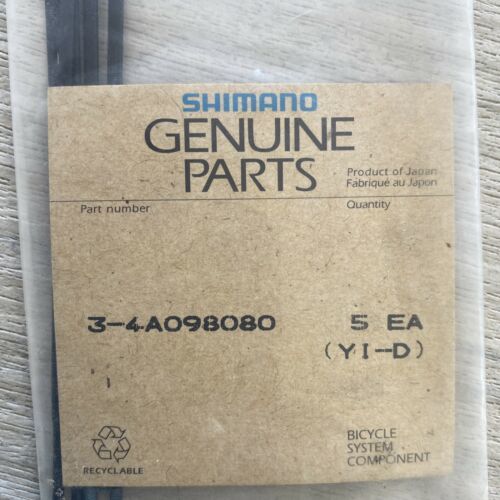 SHIMANO
GENUINE
PARTS
Product of Japan
Fabriqué au Japon
Part number
Quantity
3-4A098080
5 EA
(YI-D)
RECYCLABLE
BICYCLE
SYSTEM
COMPONENT